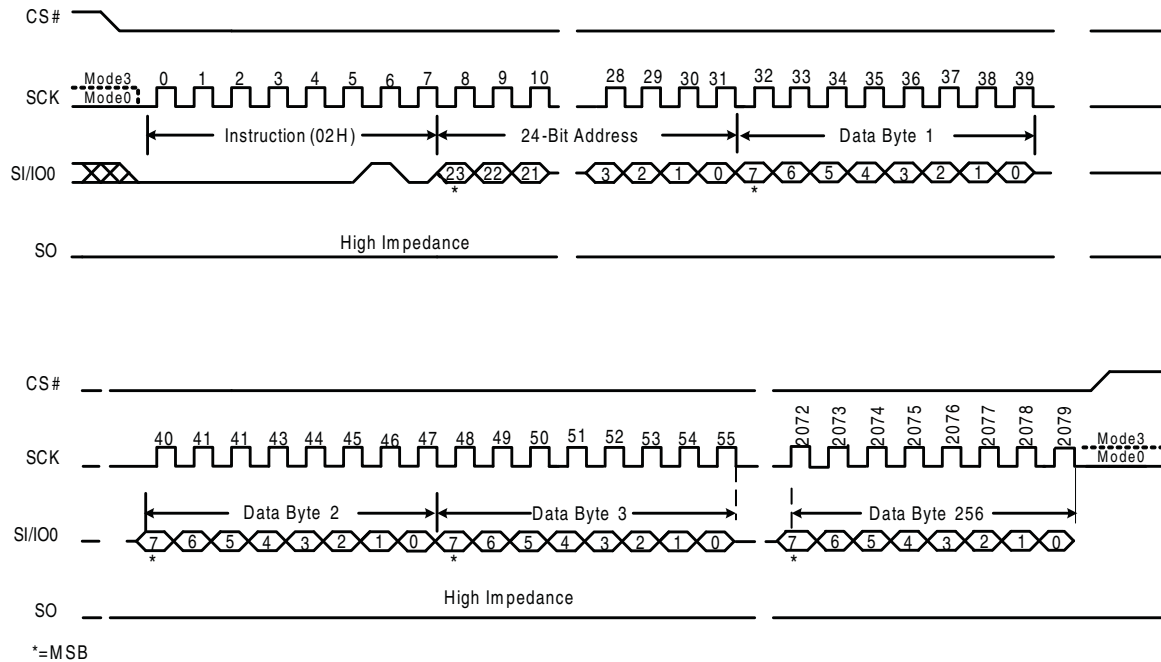 CS#
Mode3 0 1 2 3 4 5 6 7 8 9 10 28 29 30 31 32 33 34 35 36 37 38 39
SCK Mode0
Instruction (02H) 24-Bit Address Data Byte 1
SI/IO0 23 22 21 3 2 1 0 7 6 5 4 3 2 1 0
* *
High Impedance
SO
CS#
40 41 41 43 44 45 46 47 48 49 50 51 52 53 54 55 2072 2073 2074 2075 2076 2077 2078 2079 Mode3
SCK Mode0
Data Byte 2 Data Byte 3 Data Byte 256
SI/IO0 7 6 5 4 3 2 1 0 7 6 5 4 3 2 1 0 7 6 5 4 3 2 1 0
* * *
High Impedance
SO
*=MSB